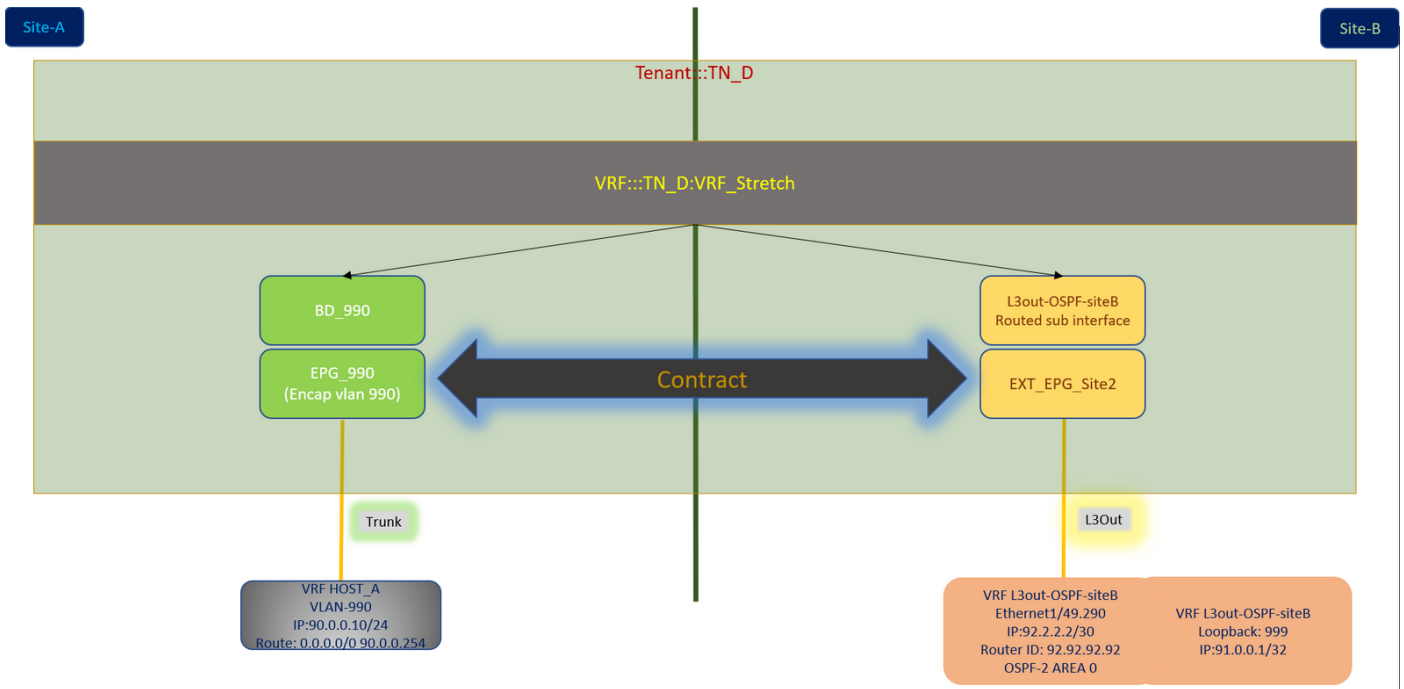 Site-A
Site-B
Tenant:::TN_D
VRF:::TN_D:VRF_Stretch
BD_990
L3out-OSPF-siteB
Routed sub interface
EPG_990
(Encap vlan 990)
Contract
EXT_EPG_Site2
Trunk
L3Out
VRF HOST_A
VLAN-990
IP:90.0.0.10/24
Route: 0.0.0.0/0 90.0.0.254
VRF L3out-OSPF-siteB
Ethernet1/49.290
IP:92.2.2.2/30
Router ID: 92.92.92.92
OSPF-2 AREA 0
VRF L3out-OSPF-siteB
Loopback: 999
IP:91.0.0.1/32